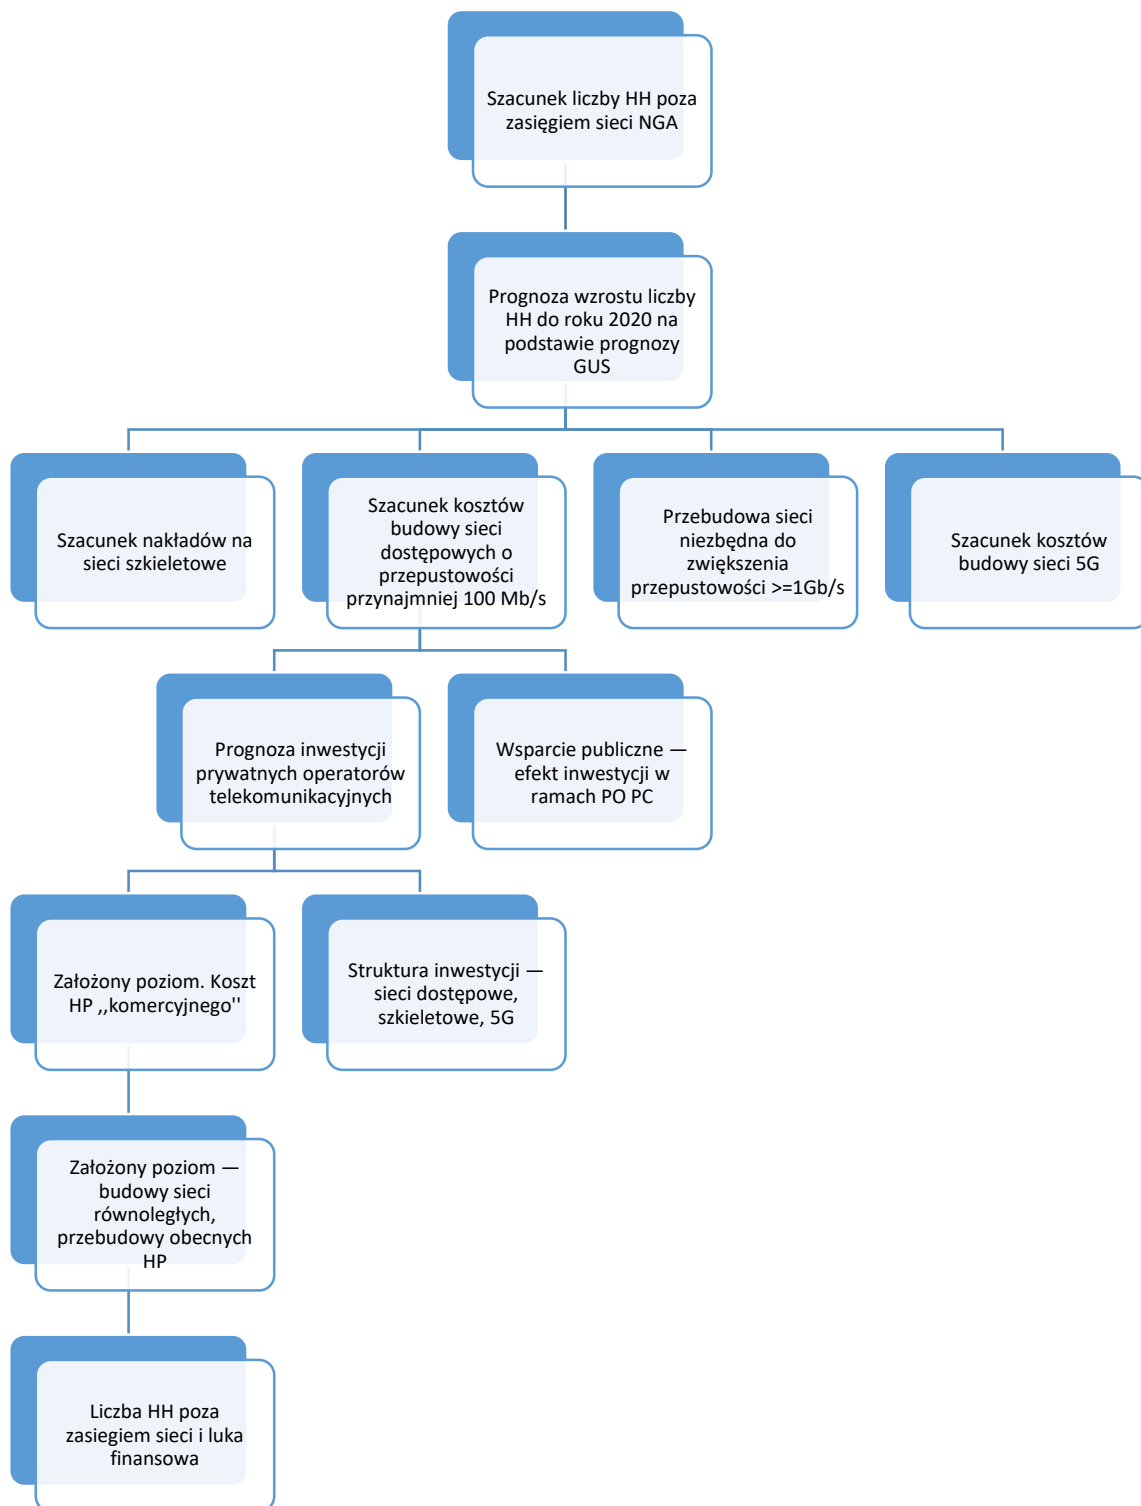 Szacunek liczby HH poza
zasięgiem sieci NGA
Prognoza wzrostu liczby
HH do roku 2020 na
podstawie prognozy
GUS
Szacunek nakładów na
sieci szkieletowe
Szacunek kosztów
budowy sieci
dostępowych o
przepustowości
przynajmniej 100 Mb/s
Przebudowa sieci
niezbędna do
zwiększenia
przepustowości >=1Gb/s
Szacunek kosztów
budowy sieci 5G
Prognoza inwestycji
prywatnych operatorów
telekomunikacyjnych
Wsparcie publiczne —
efekt inwestycji w
ramach PO PC
Założony poziom. Koszt
HP ,,komercyjnego''
Struktura inwestycji —
sieci dostępowe,
szkieletowe, 5G
Założony poziom —
budowy sieci
równoległych,
przebudowy obecnych
HP
Liczba HH poza
zasiegiem sieci i luka
finansowa